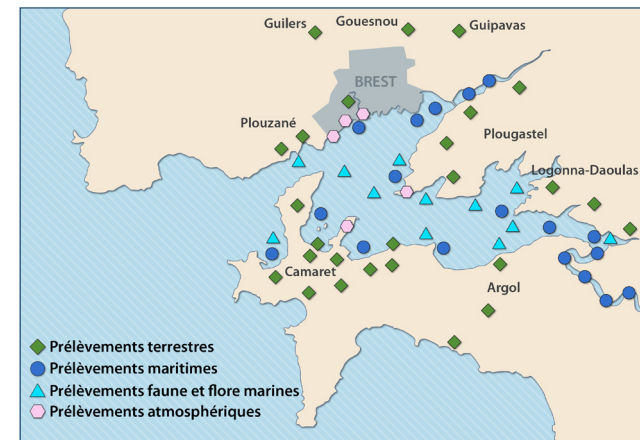 Guilers
Gouesnou
Guipavas
BREST
Plouzané
Plougastel
Logonna-Daoulas
Camaret
Argol
Prélèvements terrestres
Prélèvements maritimes
Prélèvements faune et flore marines
Prélèvements atmosphériques